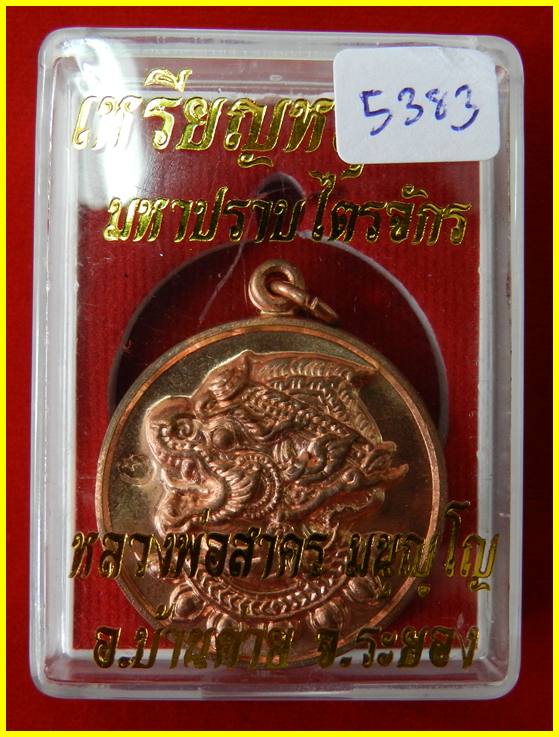 เหรียญห
5383
มหาปราบไตรจักร
หลวงพ่อสาคร มนุญฺโญ
อ.บ้านค่าย จ.ระยอง